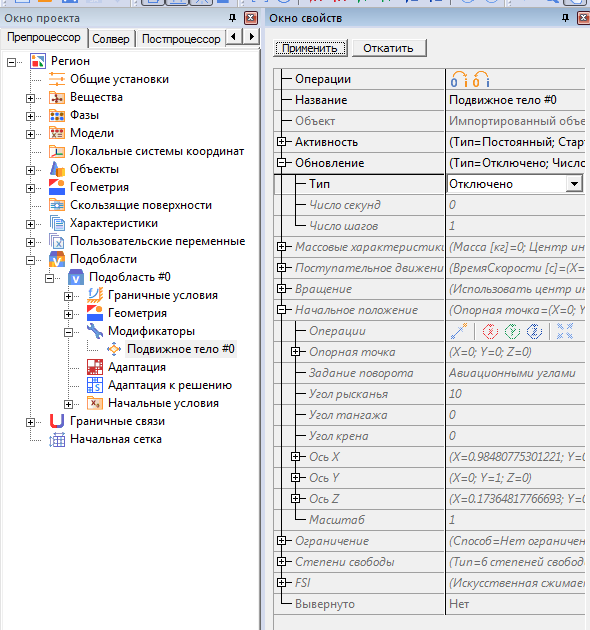 Окно проекта
Препроцессор Солвер Постпроцессор
Регион
Общие установки
Вещества
Фазы
Модели
Локальные системы координат
Объекты
Геометрия
Скользящие поверхности
Характеристики
Пользовательские переменные
Подобласти
Подобласть #0
Граничные условия
Геометрия
Модификаторы
Подвижное тело #0
Адаптация
Адаптация к решению
Начальные условия
Граничные связи
Начальная сетка
Окно свойств
Применить Откатить
Операции
Название Подвижное тело #0
Объект Импортированный объе
Активность (Тип=Постоянный; Старт
Обновление (Тип=Отключено; Число
Тип Отключено
Число секунд 0
Число шагов 1
Массовые характеристики (Масса [кг]=0; Центр ин
Поступательное движени (ВремяСкорости [с]=(X=
Вращение (Использовать центр ин
Начальное положение (Опорная точка=(X=0; Y
Операции
Опорная точка (X=0; Y=0; Z=0)
Задание поворота Авиационными углами
Угол рысканья 10
Угол тангажа 0
Угол крена 0
Ось X (X=0.98480775301221; Y=0
Ось Y (X=0; Y=1; Z=0)
Ось Z (X=0.17364817766693; Y=0
Масштаб 1
Ограничение (Способ=Нет ограничен
Степени свободы (Тип=6 степеней свобод
FSI (Искусственная сжимае
Вывернуто Нет